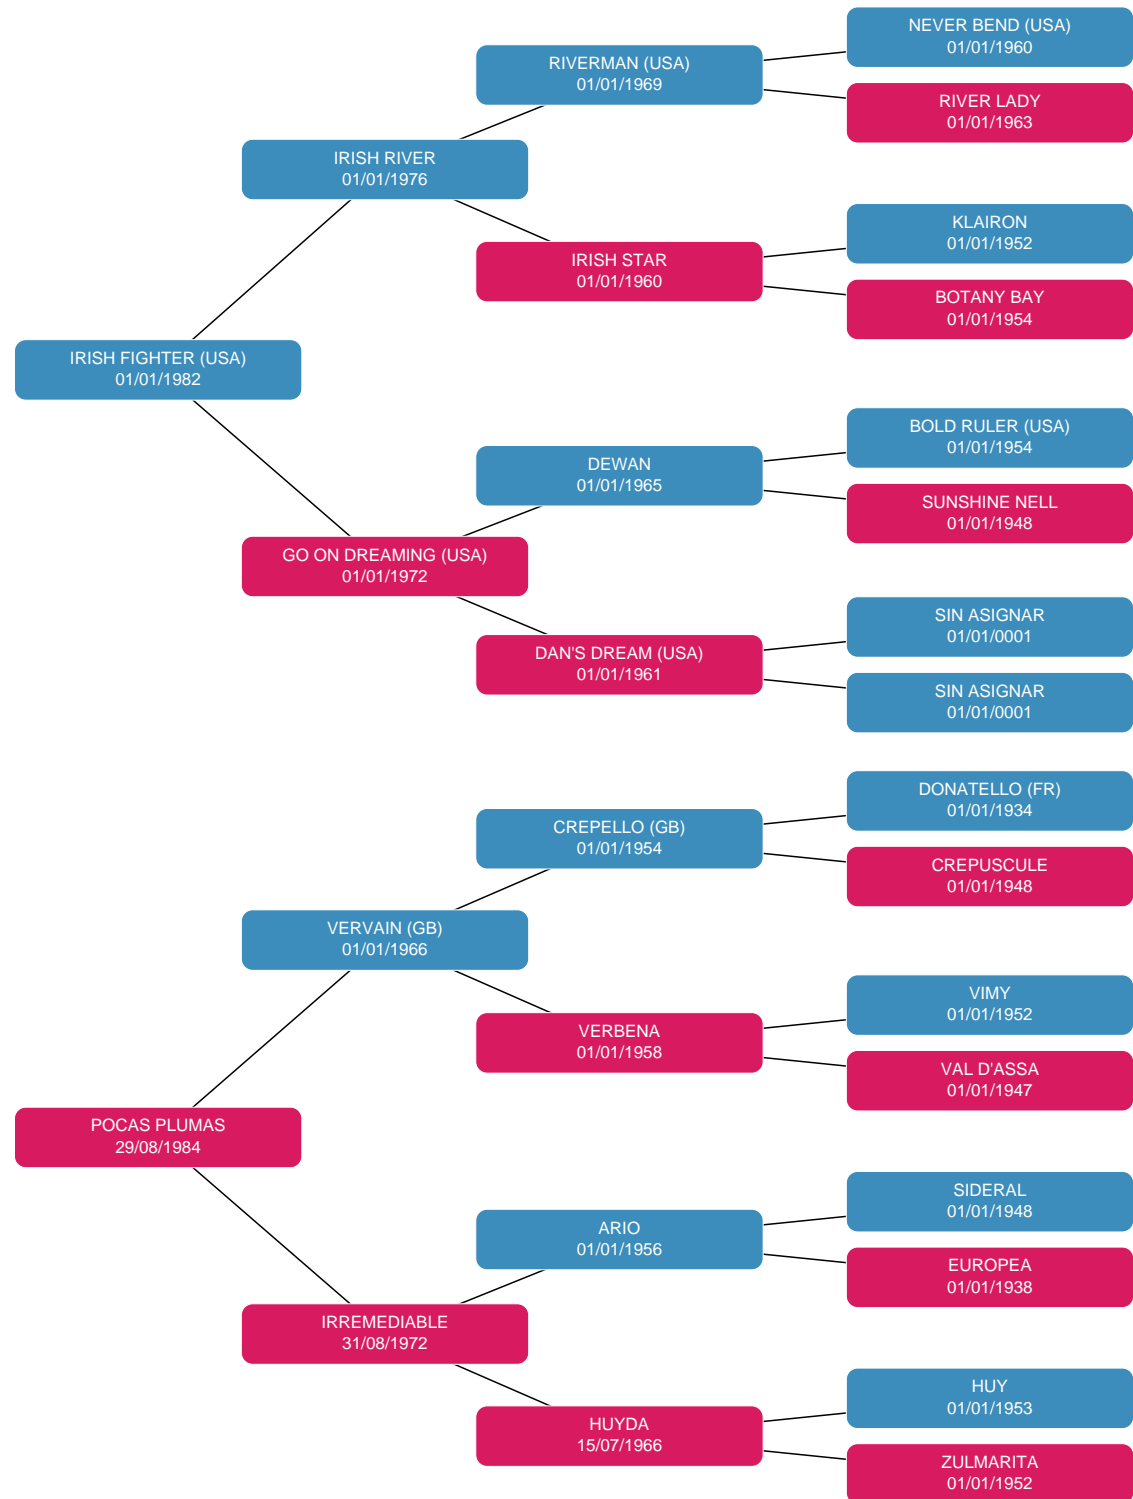 NEVER BEND (USA)
01/01/1960
RIVERMAN (USA)
01/01/1969
RIVER LADY
01/01/1963
IRISH RIVER
01/01/1976
KLAIRON
01/01/1952
IRISH STAR
01/01/1960
BOTANY BAY
01/01/1954
IRISH FIGHTER (USA)
01/01/1982
BOLD RULER (USA)
01/01/1954
DEWAN
01/01/1965
SUNSHINE NELL
01/01/1948
GO ON DREAMING (USA)
01/01/1972
SIN ASIGNAR
01/01/0001
DAN'S DREAM (USA)
01/01/1961
SIN ASIGNAR
01/01/0001
DONATELLO (FR)
01/01/1934
CREPELLO (GB)
01/01/1954
CREPUSCULE
01/01/1948
VERVAIN (GB)
01/01/1966
VIMY
01/01/1952
VERBENA
01/01/1958
VAL D'ASSA
01/01/1947
POCAS PLUMAS
29/08/1984
SIDERAL
01/01/1948
ARIO
01/01/1956
EUROPEA
01/01/1938
IRREMEDIABLE
31/08/1972
HUY
01/01/1953
HUYDA
15/07/1966
ZULMARITA
01/01/1952